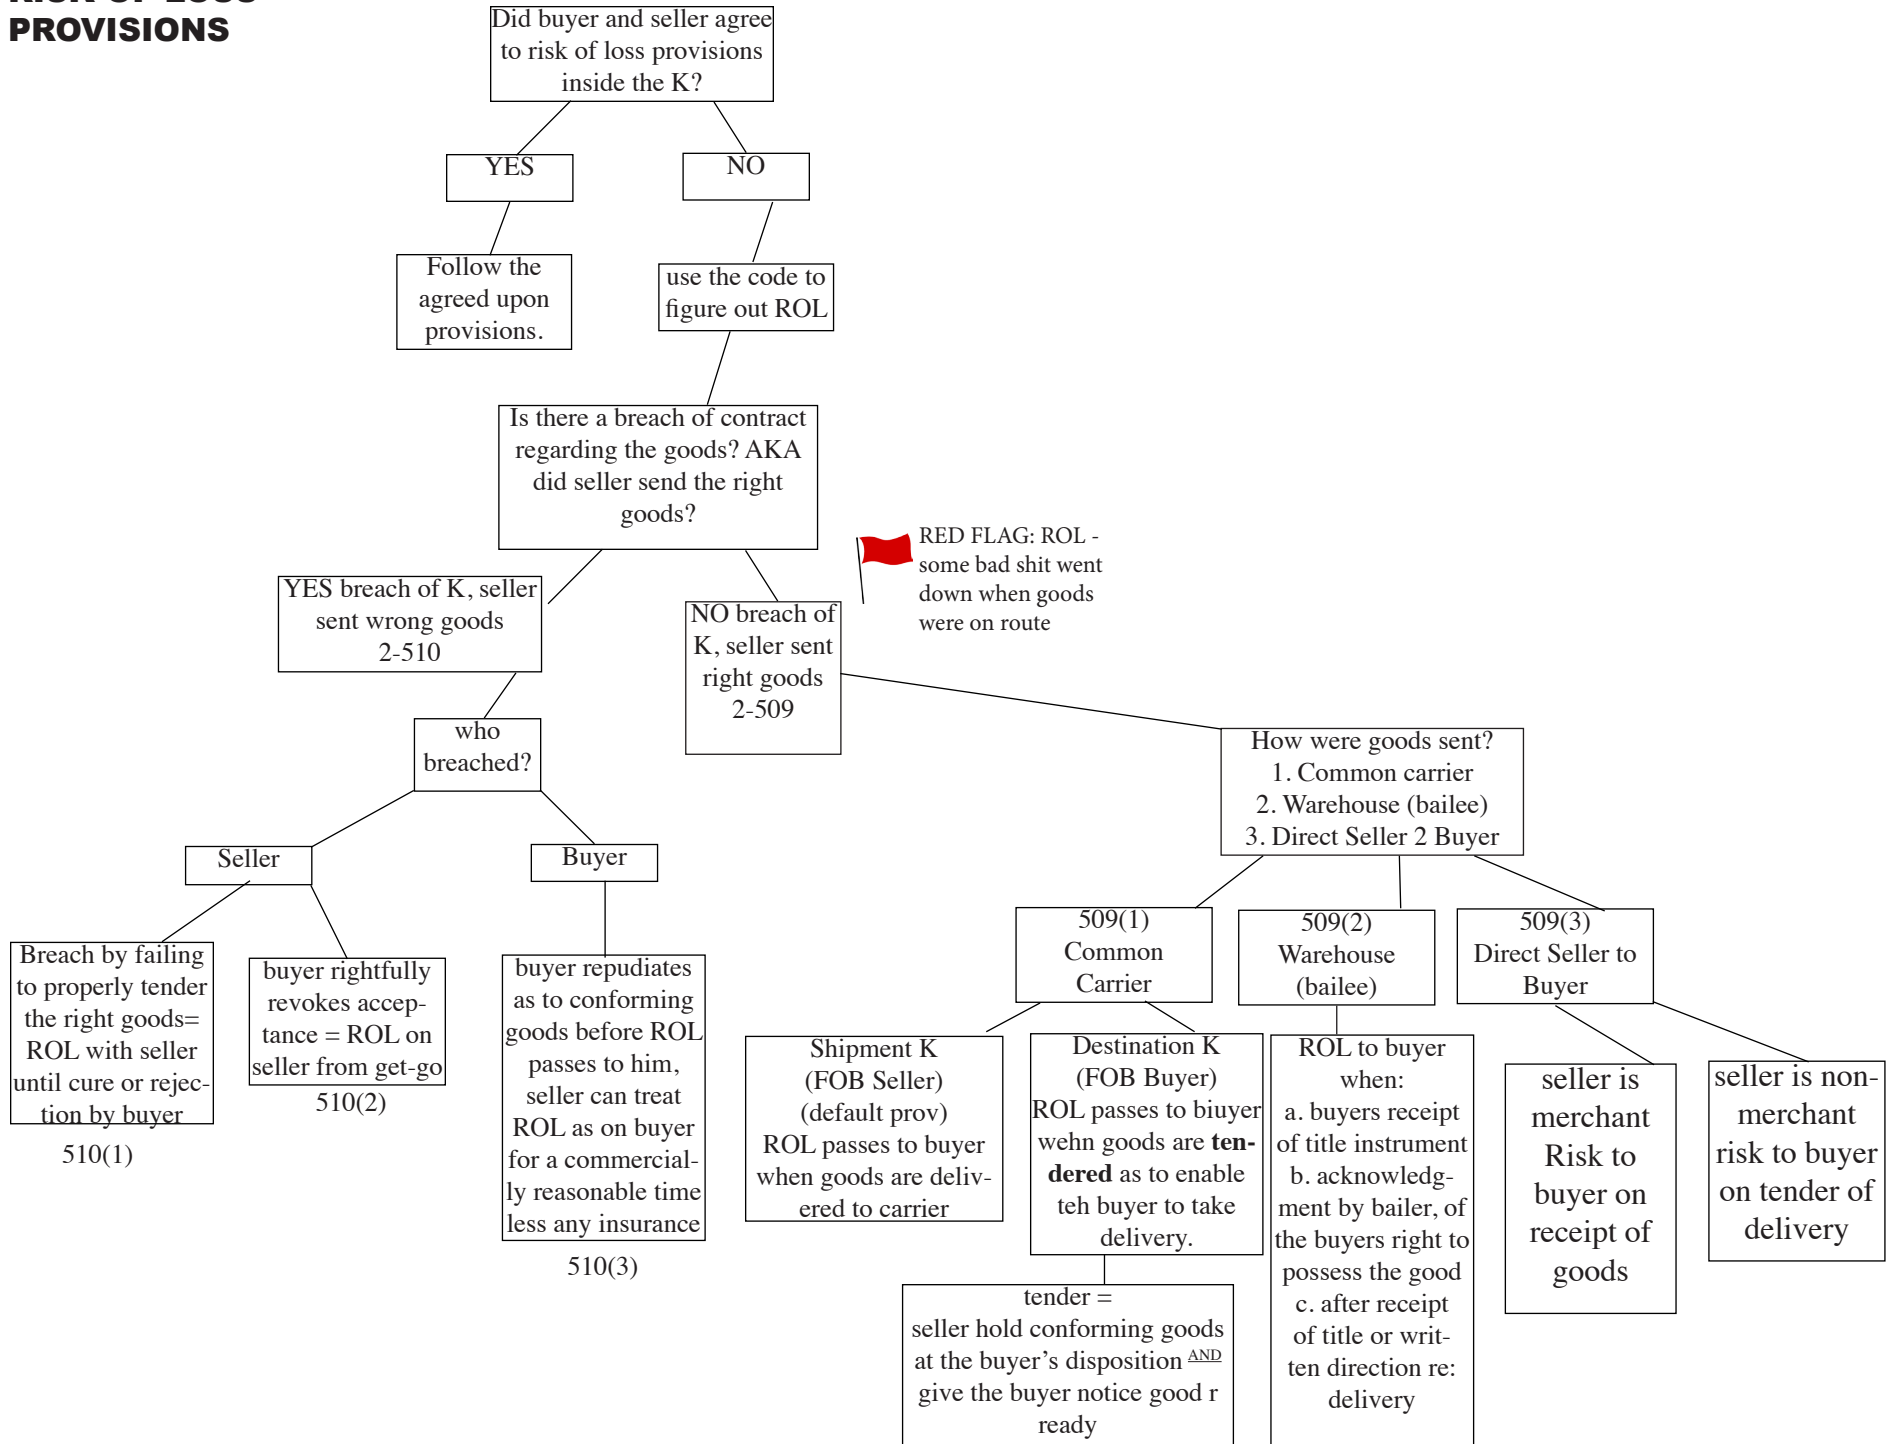 RISK OF LOSS
PROVISIONS
Did buyer and seller agree
to risk of loss provisions
inside the K?
YES
NO
Follow the
agreed upon
provisions.
use the code to
figure out ROL
Is there a breach of contract
regarding the goods? AKA
did seller send the right
goods?
RED FLAG: ROL -
some bad shit went
down when goods
were on route
YES breach of K, seller
sent wrong goods
2-510
NO breach of
K, seller sent
right goods
2-509
who
breached?
How were goods sent?
1. Common carrier
2. Warehouse (bailee)
3. Direct Seller 2 Buyer
Seller
Buyer
Breach by failing
to properly tender
the right goods=
ROL with seller
until cure or rejec-
tion by buyer
510(1)
buyer rightfully
revokes accep-
tance = ROL on
seller from get-go
510(2)
buyer repudiates
as to conforming
goods before ROL
passes to him,
seller can treat
ROL as on buyer
for a commercial-
ly reasonable time
less any insurance
510(3)
509(1)
Common
Carrier
509(2)
Warehouse
(bailee)
509(3)
Direct Seller to
Buyer
Shipment K
(FOB Seller)
(default prov)
ROL passes to buyer
when goods are deliv-
ered to carrier
Destination K
(FOB Buyer)
ROL passes to biuyer
wehn goods are ten-
dered as to enable
teh buyer to take
delivery.
tender =
seller hold conforming goods
at the buyer's disposition AND
give the buyer notice good r
ready
ROL to buyer
when:
a. buyers receipt
of title instrument
b. acknowledg-
ment by bailer, of
the buyers right to
possess the good
c. after receipt
of title or writ-
ten direction re:
delivery
seller is
merchant
Risk to
buyer on
receipt of
goods
seller is non-
merchant
risk to buyer
on tender of
delivery